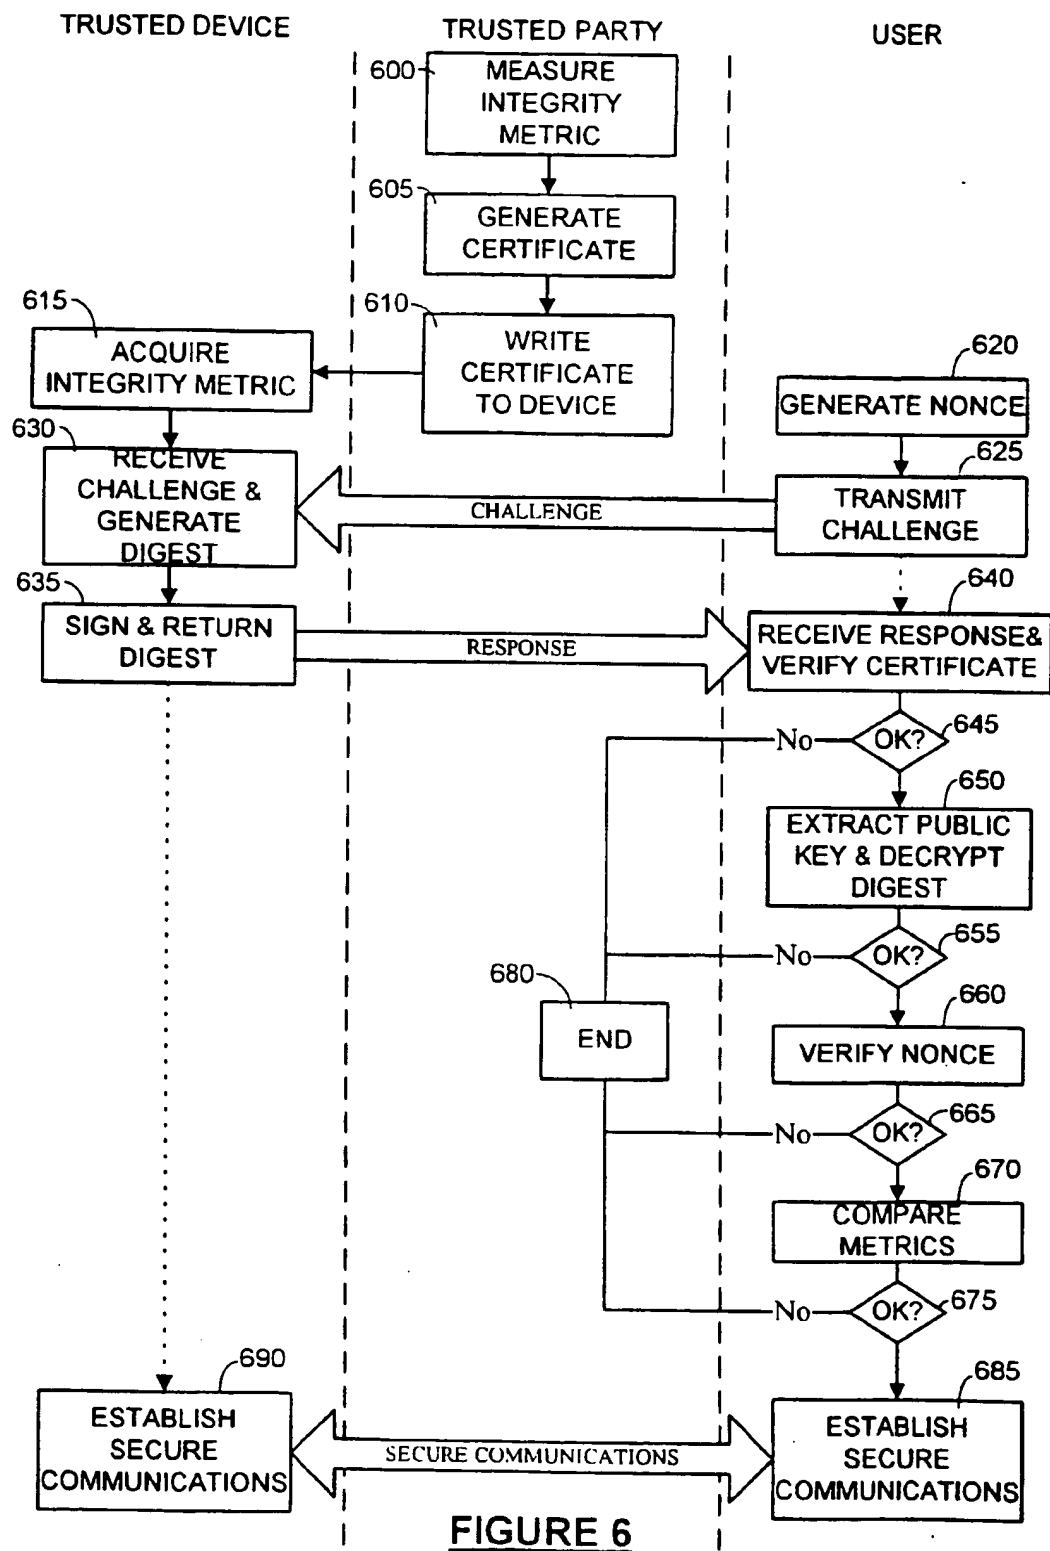 TRUSTED DEVICE
TRUSTED PARTY
USER
600
MEASURE
INTEGRITY
METRIC
605
GENERATE
CERTIFICATE
610
WRITE
CERTIFICATE
TO DEVICE
615
ACQUIRE
INTEGRITY METRIC
620
GENERATE NONCE
625
TRANSMIT
CHALLENGE
CHALLENGE
630
RECEIVE
CHALLENGE &
GENERATE
DIGEST
635
SIGN & RETURN
DIGEST
RESPONSE
640
RECEIVE RESPONSE&
VERIFY CERTIFICATE
645
OK?
No
650
EXTRACT PUBLIC
KEY & DECRYPT
DIGEST
655
OK?
No
680
END
660
VERIFY NONCE
665
OK?
No
670
COMPARE
METRICS
675
OK?
No
690
ESTABLISH
SECURE
COMMUNICATIONS
SECURE COMMUNICATIONS
685
ESTABLISH
SECURE
COMMUNICATIONS
FIGURE 6